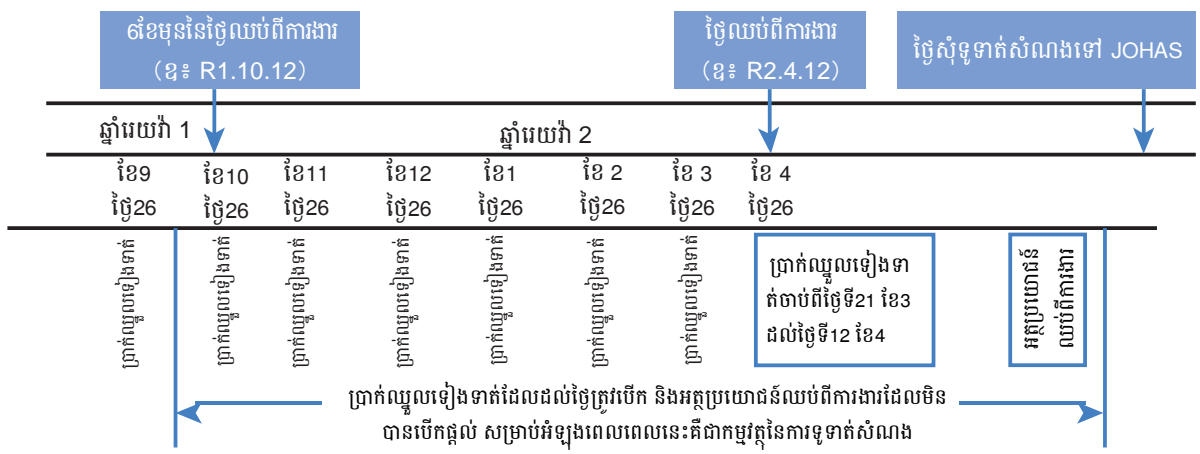 6ខែមុននៃថ្ងៃឈប់ពីការងារ
(ឧ៖ R1.10.12)
ថ្ងៃឈប់ពីការងារ
(ឧ៖ R2.4.12)
ថ្ងៃសុំទូទាត់សំណងទៅ JOHAS
ឆ្នាំរេយវ៉ា 1
ឆ្នាំរេយវ៉ា 2
ខែ9
ថ្ងៃ26
ខែ10
ថ្ងៃ26
ខែ11
ថ្ងៃ26
ខែ12
ថ្ងៃ26
ខែ1
ថ្ងៃ26
ខែ 2
ថ្ងៃ26
ខែ 3
ថ្ងៃ26
ខែ 4
ថ្ងៃ26
ប្រាក់ឈ្នួលទៀងទាត់
ប្រាក់ឈ្នួលទៀងទាត់
ប្រាក់ឈ្នួលទៀងទាត់
ប្រាក់ឈ្នួលទៀងទាត់
ប្រាក់ឈ្នួលទៀងទាត់
ប្រាក់ឈ្នួលទៀងទាត់
ប្រាក់ឈ្នួលទៀងទាត់
ប្រាក់ឈ្នួលទៀងទា
ត់ចាប់ពីថ្ងៃទី21 ខែ3
ដល់ថ្ងៃទី12 ខែ4
អត្ថប្រយោជន៍
ឈប់ពីការងារ
ប្រាក់ឈ្នួលទៀងទាត់ដែលដល់ថ្ងៃត្រូវបើក និងអត្ថប្រយោជន៍ឈប់ពីការងារដែលមិន
បានបើកផ្តល់ សម្រាប់អំឡុងពេលពេលនេះគឺជាកម្មវត្ថុនៃការទូទាត់សំណង